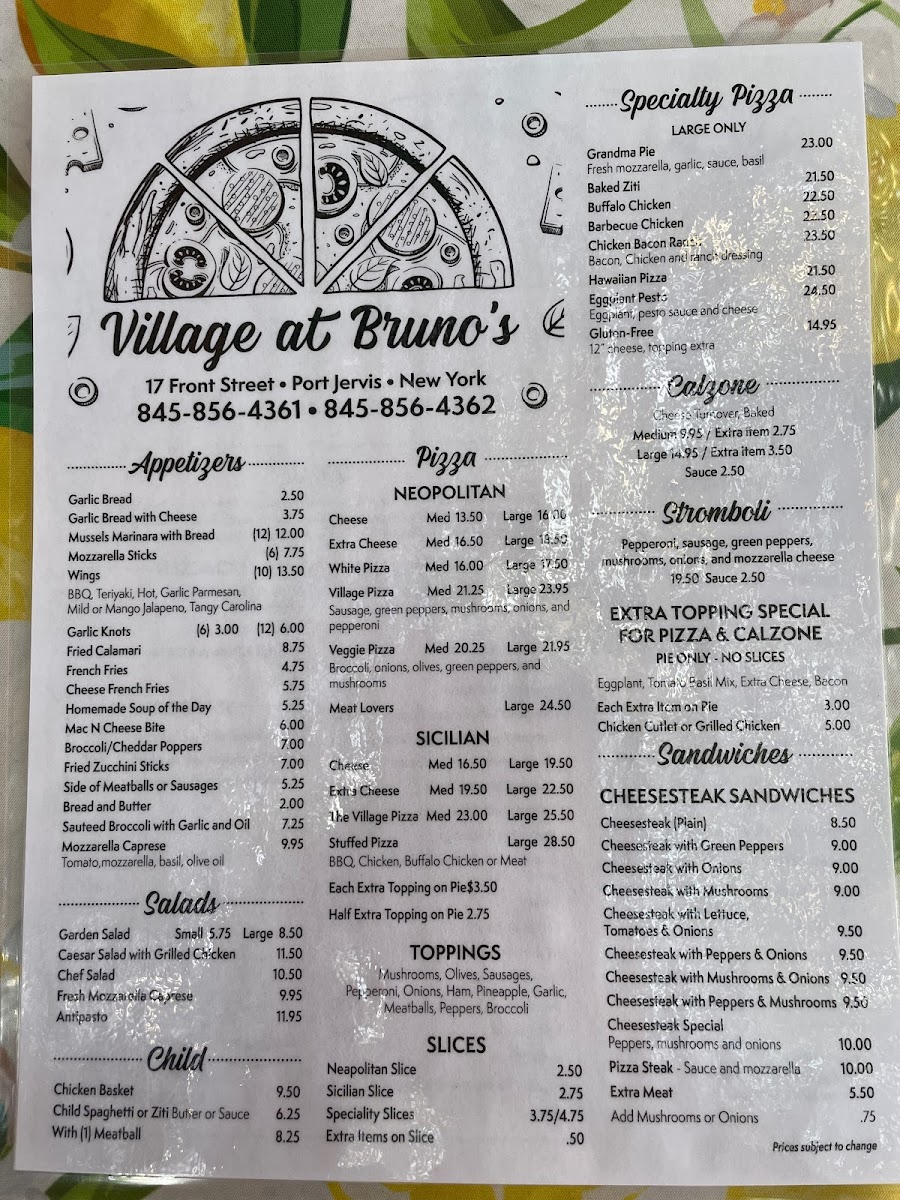 Village at Bruno's
17 Front Street • Port Jervis • New York
845-856-4361 • 845-856-4362
Appetizers
Garlic Bread 2.50
Garlic Bread with Cheese 3.75
Mussels Marinara with Bread (12) 12.00
Mozzarella Sticks (6) 7.75
Wings (10) 13.50
BBQ, Teriyaki, Hot, Garlic Parmesan,
Mild or Mango Jalapeno, Tangy Carolina
Garlic Knots (6) 3.00 (12) 6.00
Fried Calamari 8.75
French Fries 4.75
Cheese French Fries 5.75
Homemade Soup of the Day 5.25
Mac N Cheese Bite 6.00
Broccoli/Cheddar Poppers 7.00
Fried Zucchini Sticks 7.00
Side of Meatballs or Sausages 5.25
Bread and Butter 2.00
Sauteed Broccoli with Garlic and Oil 7.25
Mozzarella Caprese 9.95
Tomato,mozzarella, basil, olive oil
Salads
Garden Salad Small 5.75 Large 8.50
Caesar Salad with Grilled Chicken 11.50
Chef Salad 10.50
Fresh Mozzarella Caprese 9.95
Antipasto 11.95
Child
Chicken Basket 9.50
Child Spaghetti or Ziti Butter or Sauce 6.25
With (1) Meatball 8.25
Pizza
NEOPOLITAN
Cheese Med 13.50 Large 16.00
Extra Cheese Med 16.50 Large 18.50
White Pizza Med 16.00 Large 17.50
Village Pizza Med 21.25 Large 23.95
Sausage, green peppers, mushrooms, onions, and
pepperoni
Veggie Pizza Med 20.25 Large 21.95
Broccoli, onions, olives, green peppers, and
mushrooms
Meat Lovers Large 24.50
SICILIAN
Cheese Med 16.50 Large 19.50
Extra Cheese Med 19.50 Large 22.50
The Village Pizza Med 23.00 Large 25.50
Stuffed Pizza Large 28.50
BBQ, Chicken, Buffalo Chicken or Meat
Each Extra Topping on Pie$3.50
Half Extra Topping on Pie 2.75
TOPPINGS
Mushrooms, Olives, Sausages,
Pepperoni, Onions, Ham, Pineapple, Garlic,
Meatballs, Peppers, Broccoli
SLICES
Neapolitan Slice 2.50
Sicilian Slice 2.75
Speciality Slices 3.75/4.75
Extra Items on Slice .50
Specialty Pizza
LARGE ONLY
Grandma Pie 23.00
Fresh mozzarella, garlic, sauce, basil
Baked Ziti 21.50
Buffalo Chicken 22.50
Barbecue Chicken 22.50
Chicken Bacon Ranch 23.50
Bacon, Chicken and ranch dressing
Hawaiian Pizza 21.50
Eggplant Pesto 24.50
Eggplant, pesto sauce and cheese
Gluten-Free 14.95
12" cheese, topping extra
Calzone
Cheese Turnover, Baked
Medium 9.95 / Extra item 2.75
Large 14.95 / Extra item 3.50
Sauce 2.50
Stromboli
Pepperoni, sausage, green peppers,
mushrooms, onions, and mozzarella cheese
19.50 Sauce 2.50
EXTRA TOPPING SPECIAL
FOR PIZZA & CALZONE
PIE ONLY - NO SLICES
Eggplant, Tomato Basil Mix, Extra Cheese, Bacon
Each Extra Item on Pie 3.00
Chicken Cutlet or Grilled Chicken 5.00
Sandwiches
CHEESESTEAK SANDWICHES
Cheesesteak (Plain) 8.50
Cheesesteak with Green Peppers 9.00
Cheesesteak with Onions 9.00
Cheesesteak with Mushrooms 9.00
Cheesesteak with Lettuce,
Tomatoes & Onions 9.50
Cheesesteak with Peppers & Onions 9.50
Cheesesteak with Mushrooms & Onions 9.50
Cheesesteak with Peppers & Mushrooms 9.50
Cheesesteak Special
Peppers, mushrooms and onions 10.00
Pizza Steak - Sauce and mozzarella 10.00
Extra Meat 5.50
Add Mushrooms or Onions .75
Prices subject to change